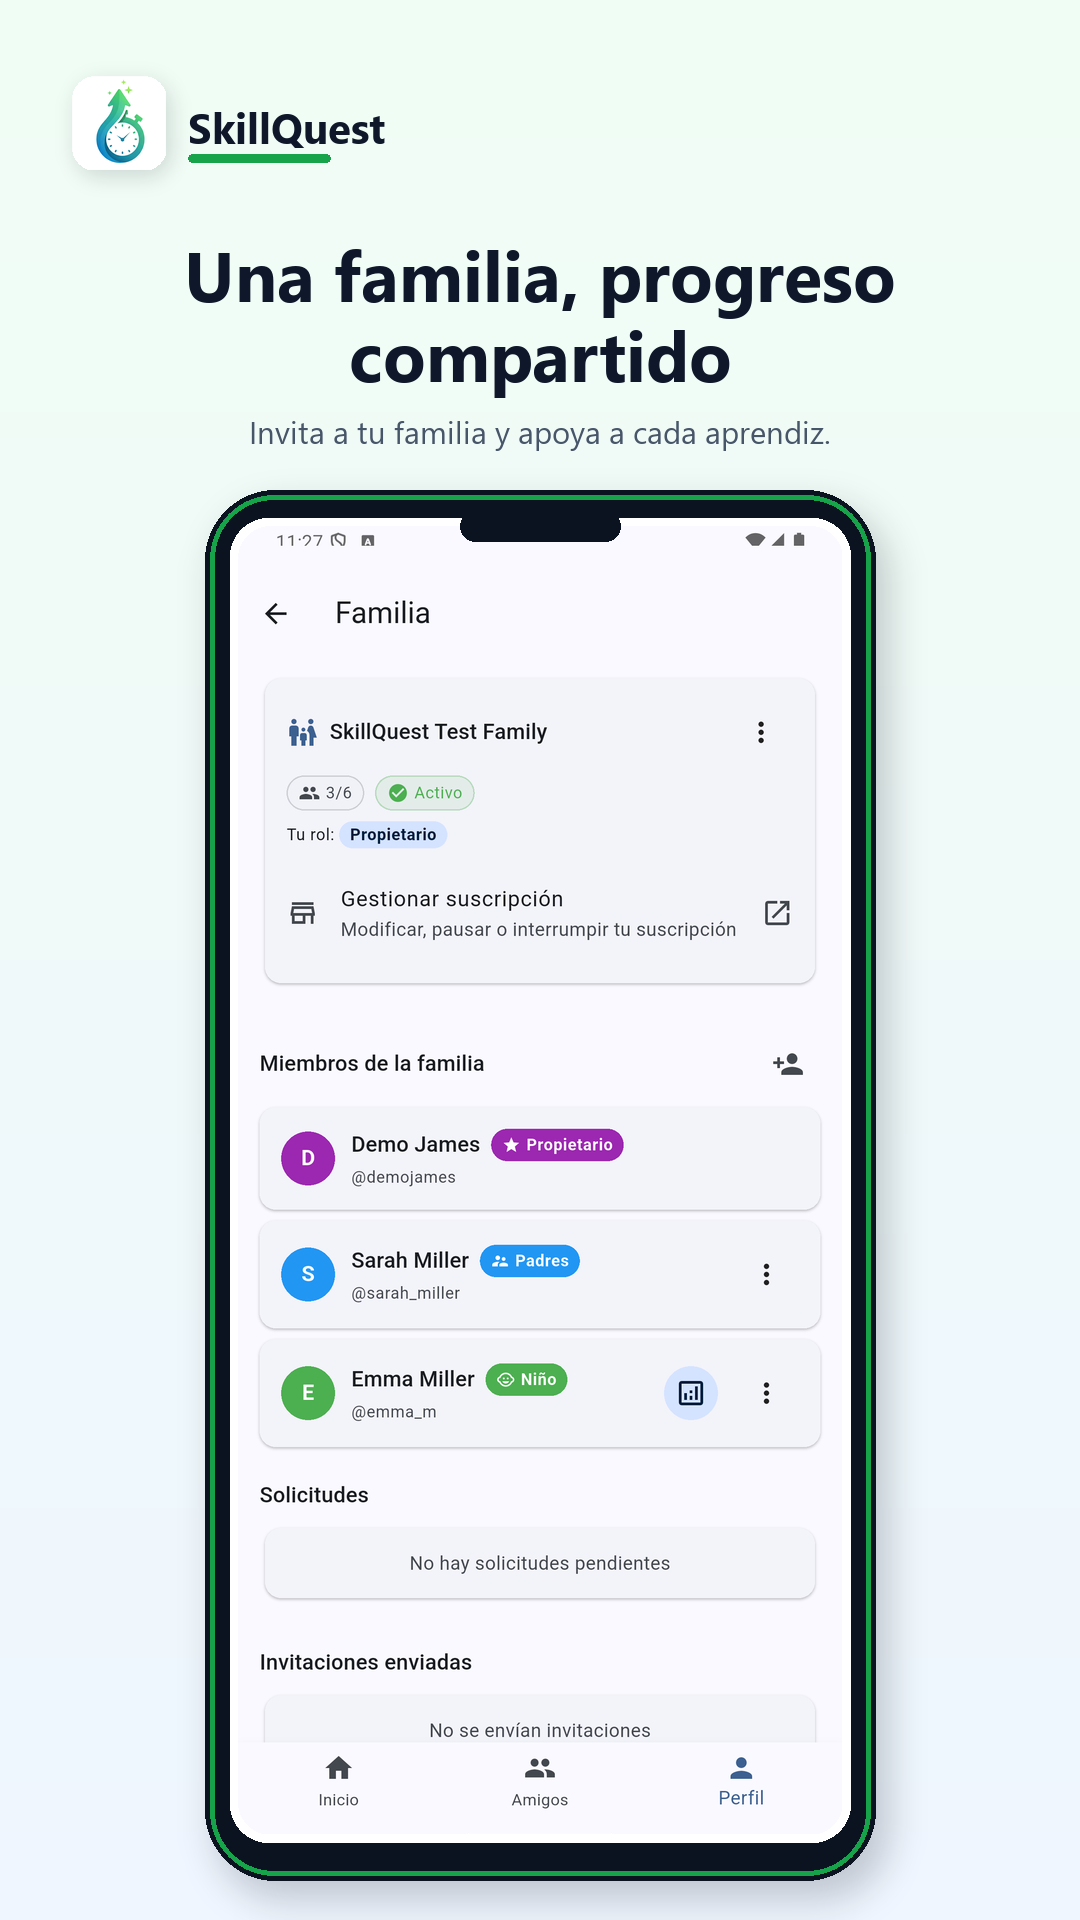 SkillQuest
Una familia, progreso
compartido
Invita a tu familia y apoya a cada aprendiz.
11:27
Familia
SkillQuest Test Family
3/6
Activo
Tu rol: Propietario
Gestionar suscripción
Modificar, pausar o interrumpir tu suscripción
Miembros de la familia
D
Demo James
Propietario
@demojames
S
Sarah Miller
Padres
@sarah_miller
E
Emma Miller
Niño
@emma_m
Solicitudes
No hay solicitudes pendientes
Invitaciones enviadas
No se envían invitaciones
Inicio
Amigos
Perfil